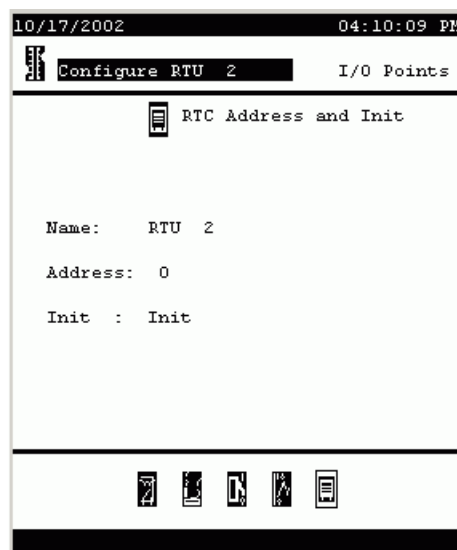 10/17/2002 04:10:09 PM
Configure RTU 2 I/O Points
RTC Address and Init
Name: RTU 2
Address: 0
Init : Init